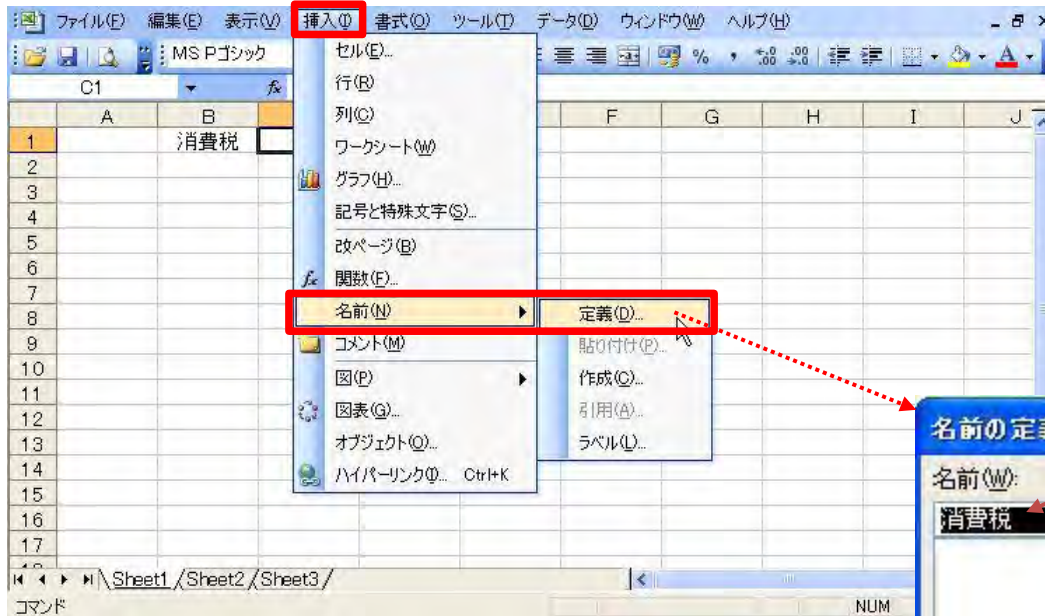 ファイル(F) 編集(E) 表示(V) 挿入(I) 書式(O) ツール(T) データ(D) ウィンドウ(W) ヘルプ(H)
MS Pゴシック
% ,
C1 fx
A B F G H I J
1 消費税
2
3
4
5
6
7
8
9
10
11
12
13
14
15
16
17
セル(E)...
行(R)
列(C)
ワークシート(W)
グラフ(H)...
記号と特殊文字(S)...
改ページ(B)
fx 関数(F)...
名前(N)
コメント(M)
図(P)
図表(G)...
オブジェクト(O)...
ハイパーリンク(I)... Ctrl+K
定義(D)...
貼り付け(P)...
作成(C)...
引用(A)...
ラベル(L)...
名前の定義
名前(W):
消費税
Sheet1 Sheet2 Sheet3
コマンド NUM